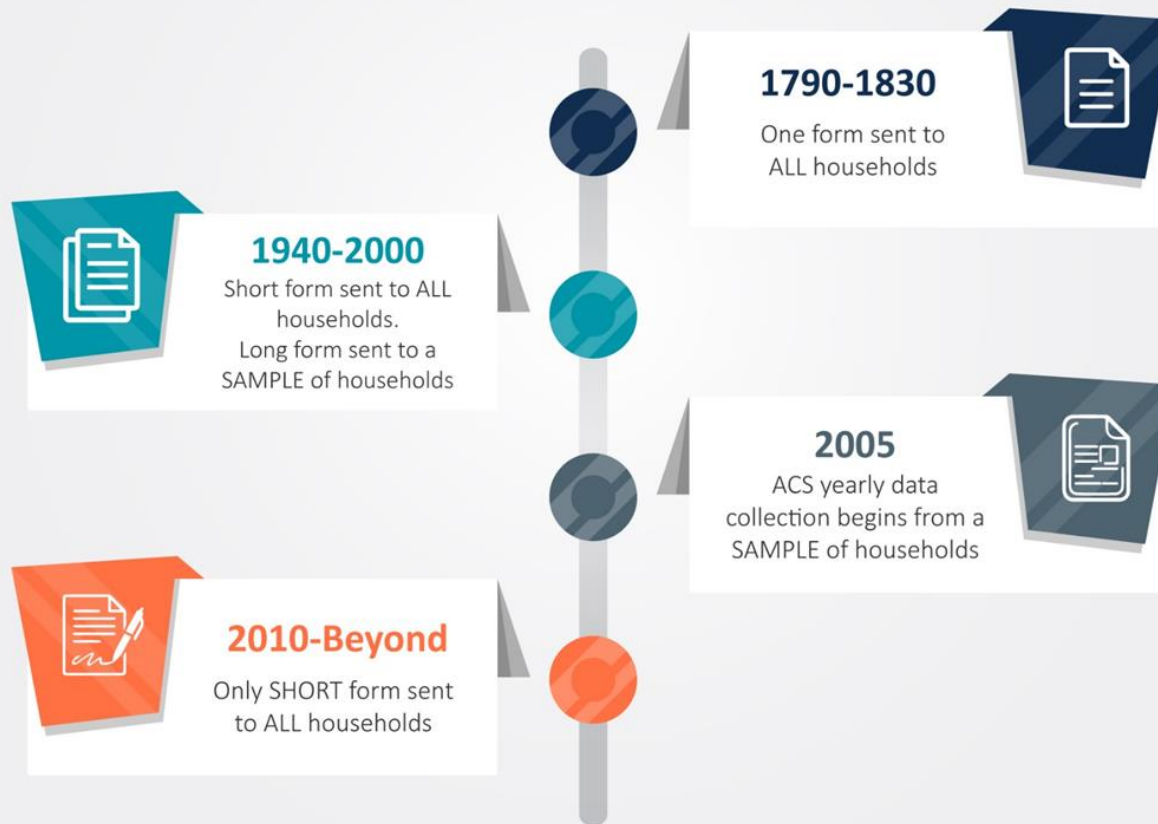 1790-1830
One form sent to
ALL households
1940-2000
Short form sent to ALL
households.
Long form sent to a
SAMPLE of households
2005
ACS yearly data
collection begins from a
SAMPLE of households
2010-Beyond
Only SHORT form sent
to ALL households